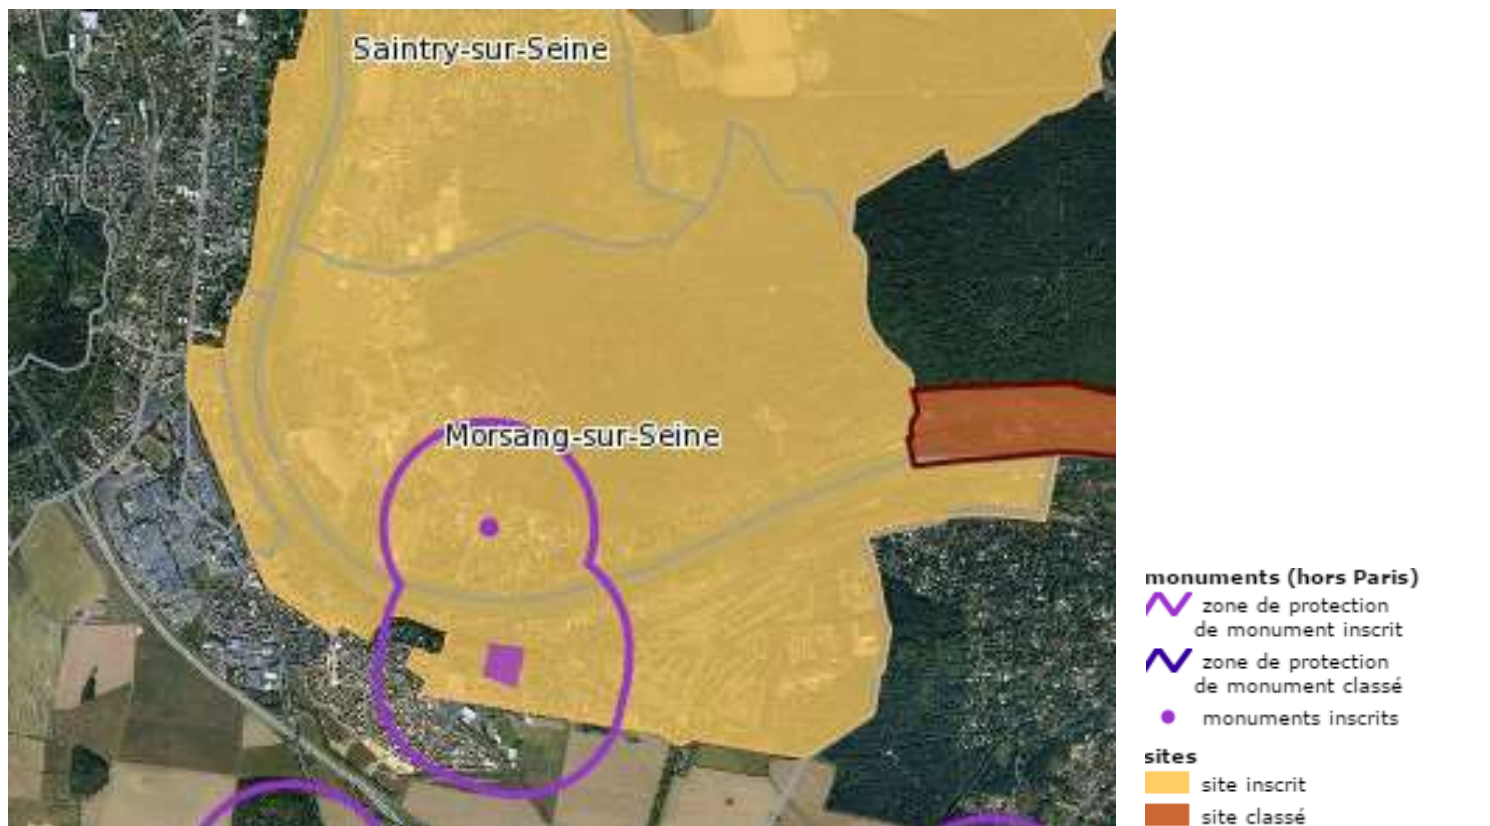 Saintry-sur-Seine
Morsang-sur-Seine
monuments (hors Paris)
zone de protection
de monument inscrit
zone de protection
de monument classé
monuments inscrits
sites
site inscrit
site classé